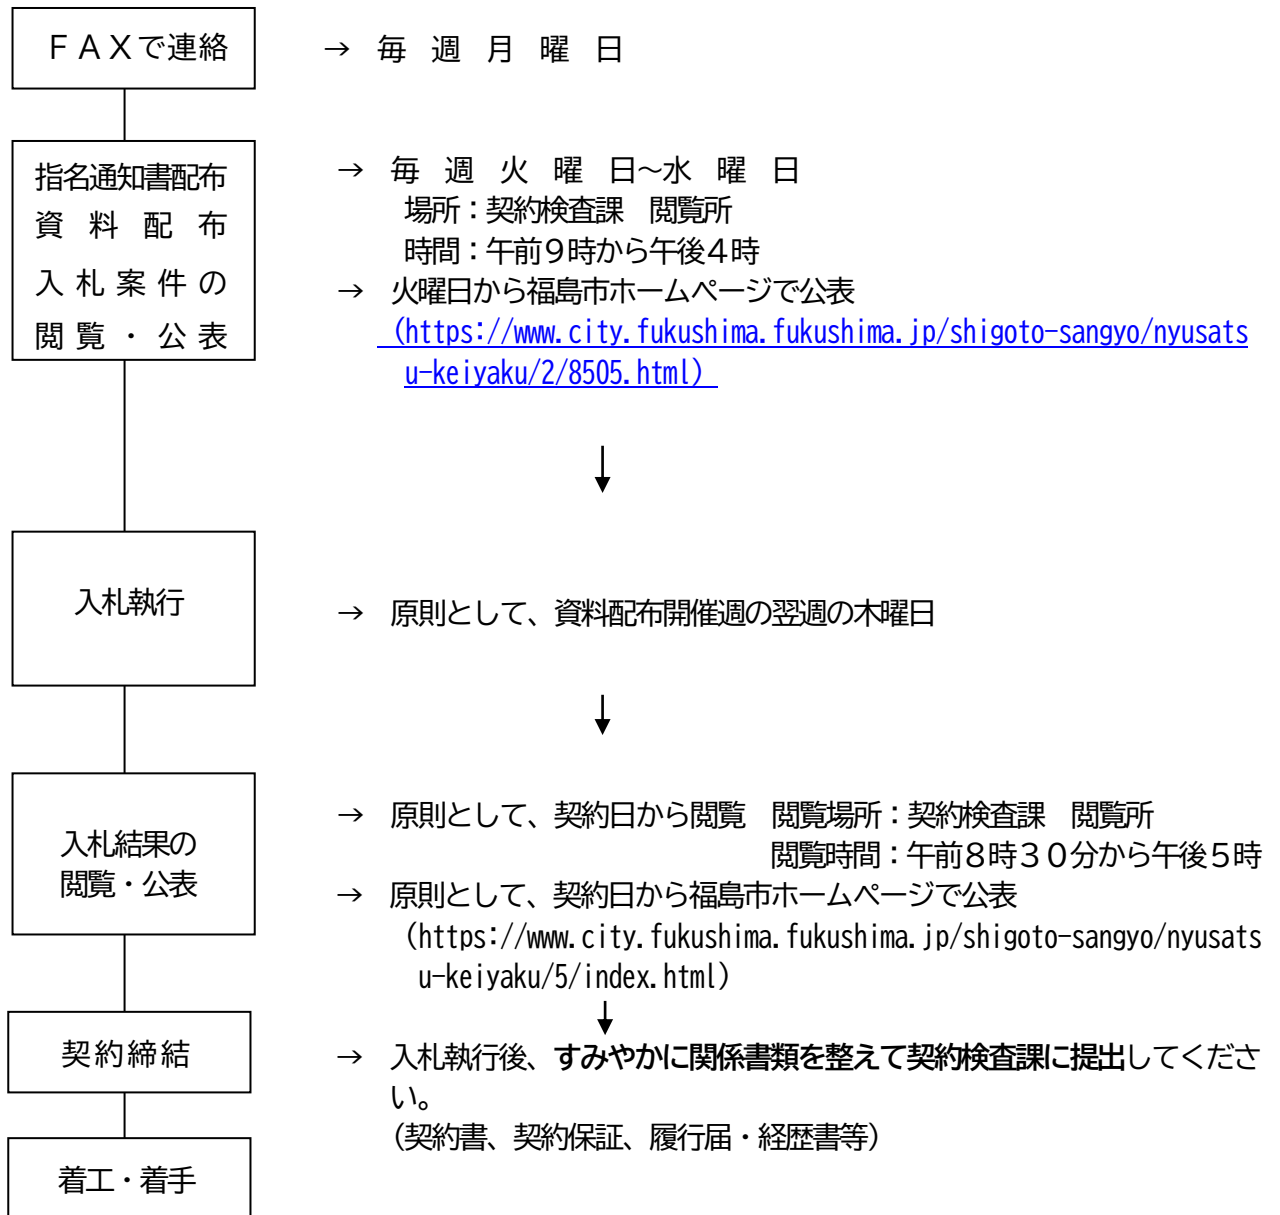 ＦＡＸで連絡
→ 毎 週 月 曜 日
指名通知書配布
資 料 配 布
入 札 案 件 の
閲 覧 ・ 公 表
→ 毎 週 火 曜 日～水 曜 日
場所：契約検査課　閲覧所
時間：午前９時から午後４時
→ 火曜日から福島市ホームページで公表
（https://www.city.fukushima.fukushima.jp/shigoto-sangyo/nyusats
u-keiyaku/2/8505.html）
↓
入札執行
→ 原則として、資料配布開催週の翌週の木曜日
↓
入札結果の
閲覧・公表
→ 原則として、契約日から閲覧　閲覧場所：契約検査課　閲覧所
閲覧時間：午前８時３０分から午後５時
→ 原則として、契約日から福島市ホームページで公表
（https://www.city.fukushima.fukushima.jp/shigoto-sangyo/nyusats
u-keiyaku/5/index.html）
↓
契約締結
→ 入札執行後、すみやかに関係書類を整えて契約検査課に提出してくださ
い。
（契約書、契約保証、履行届・経歴書等）
着工・着手